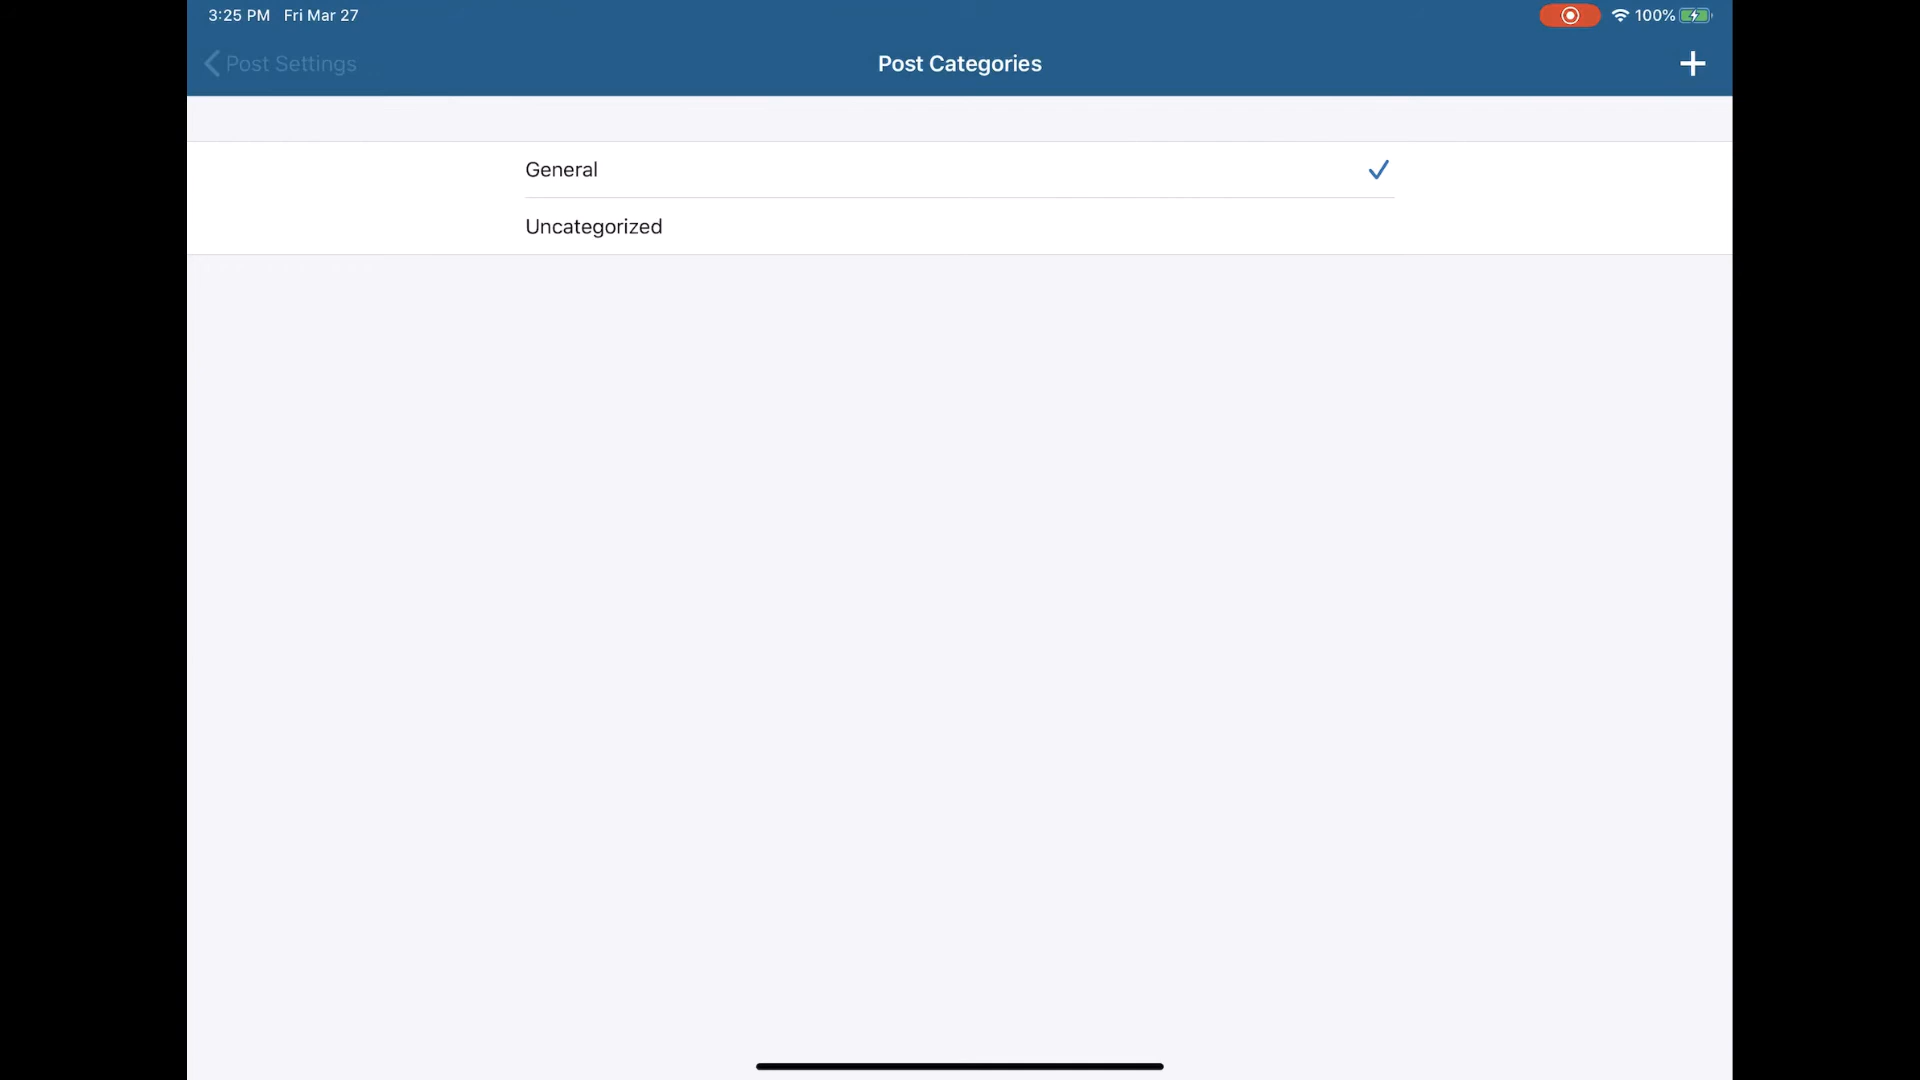 3:25 PM Fri Mar 27
100%
Post Settings
Post Categories
General
Uncategorized